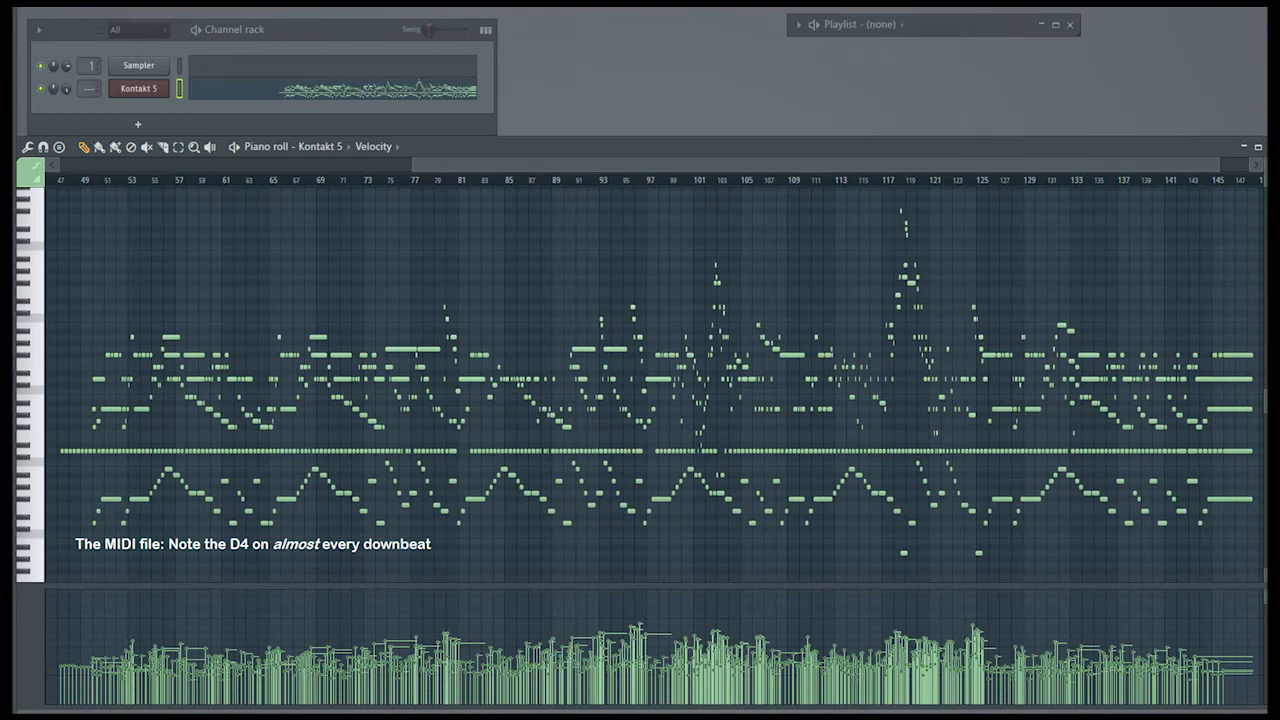 All
Channel rack
Swing
Playlist - (none)
1
Sampler
---
Kontakt 5
+
Piano roll - Kontakt 5 Velocity
47 49 51 53 55 57 59 61 63 65 67 69 71 73 75 77 79 81 83 85 87 89 91 93 95 97 99 101 103 105 107 109 111 113 115 117 119 121 123 125 127 129 131 133 135 137 139 141 143 145 147
The MIDI file: Note the D4 on almost every downbeat